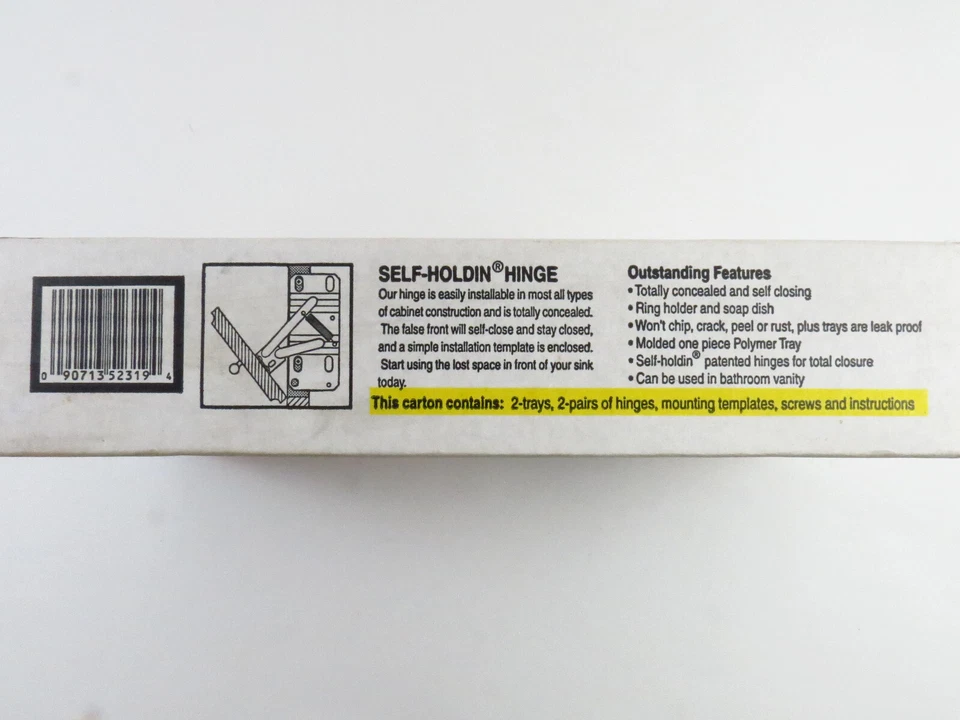 0 90713 52319 4
SELF-HOLDIN® HINGE
Our hinge is easily installable in most all types
of cabinet construction and is totally concealed.
The false front will self-close and stay closed,
and a simple installation template is enclosed.
Start using the lost space in front of your sink
today.
Outstanding Features
• Totally concealed and self closing
• Ring holder and soap dish
• Won't chip, crack, peel or rust, plus trays are leak proof
• Molded one piece Polymer Tray
• Self-holdin® patented hinges for total closure
• Can be used in bathroom vanity
This carton contains: 2-trays, 2-pairs of hinges, mounting templates, screws and instructions